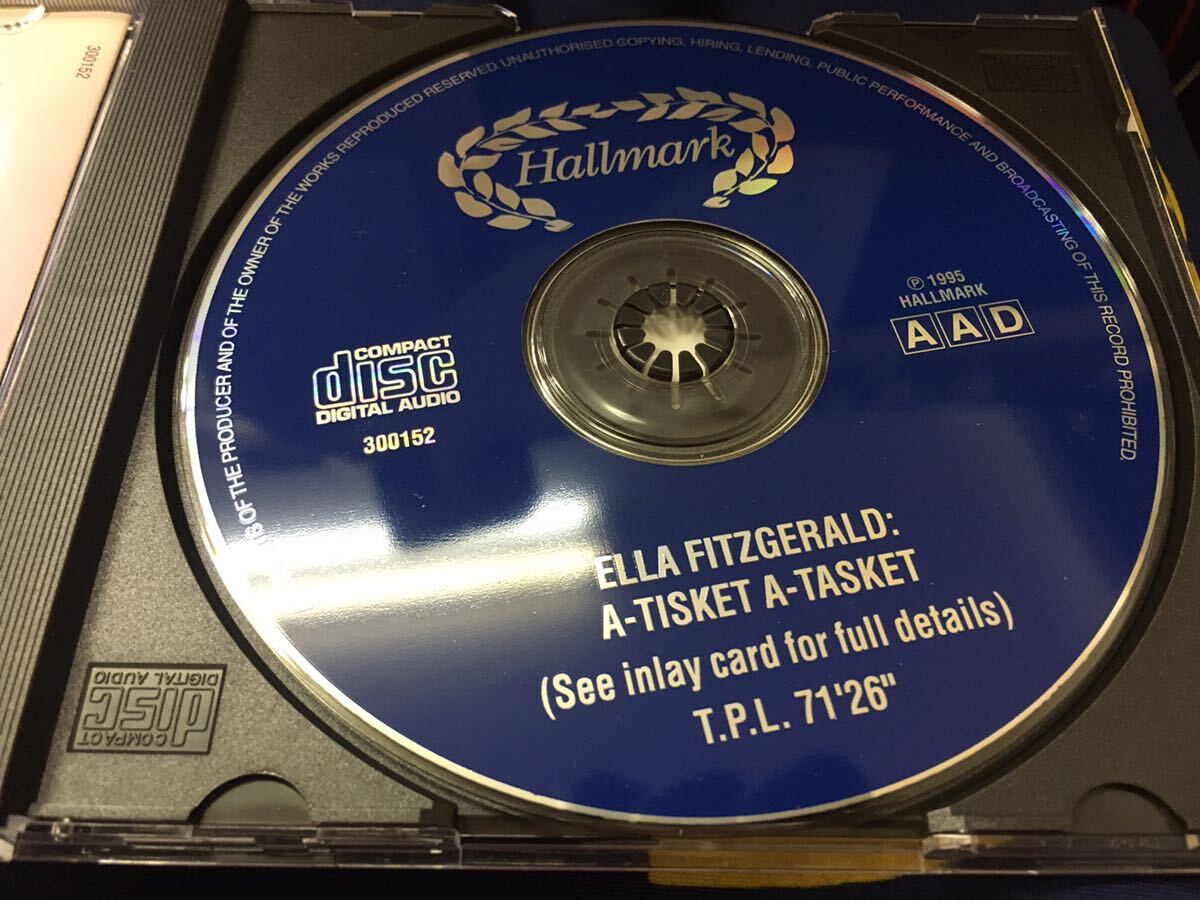 300152
OF THE PRODUCER AND OF THE OWNER OF THE WORKS REPRODUCED RESERVED. UNAUTHORISED COPYING, HIRING, LENDING, PUBLIC PERFORMANCE AND BROADCASTING OF THIS RECORD PROHIBITED.
Hallmark
℗ 1995
HALLMARK
AAD
COMPACT
disc
DIGITAL AUDIO
300152
ELLA FITZGERALD:
A-TISKET A-TASKET
(See inlay card for full details)
T.P.L. 71'26"
COMPACT
disc
DIGITAL AUDIO